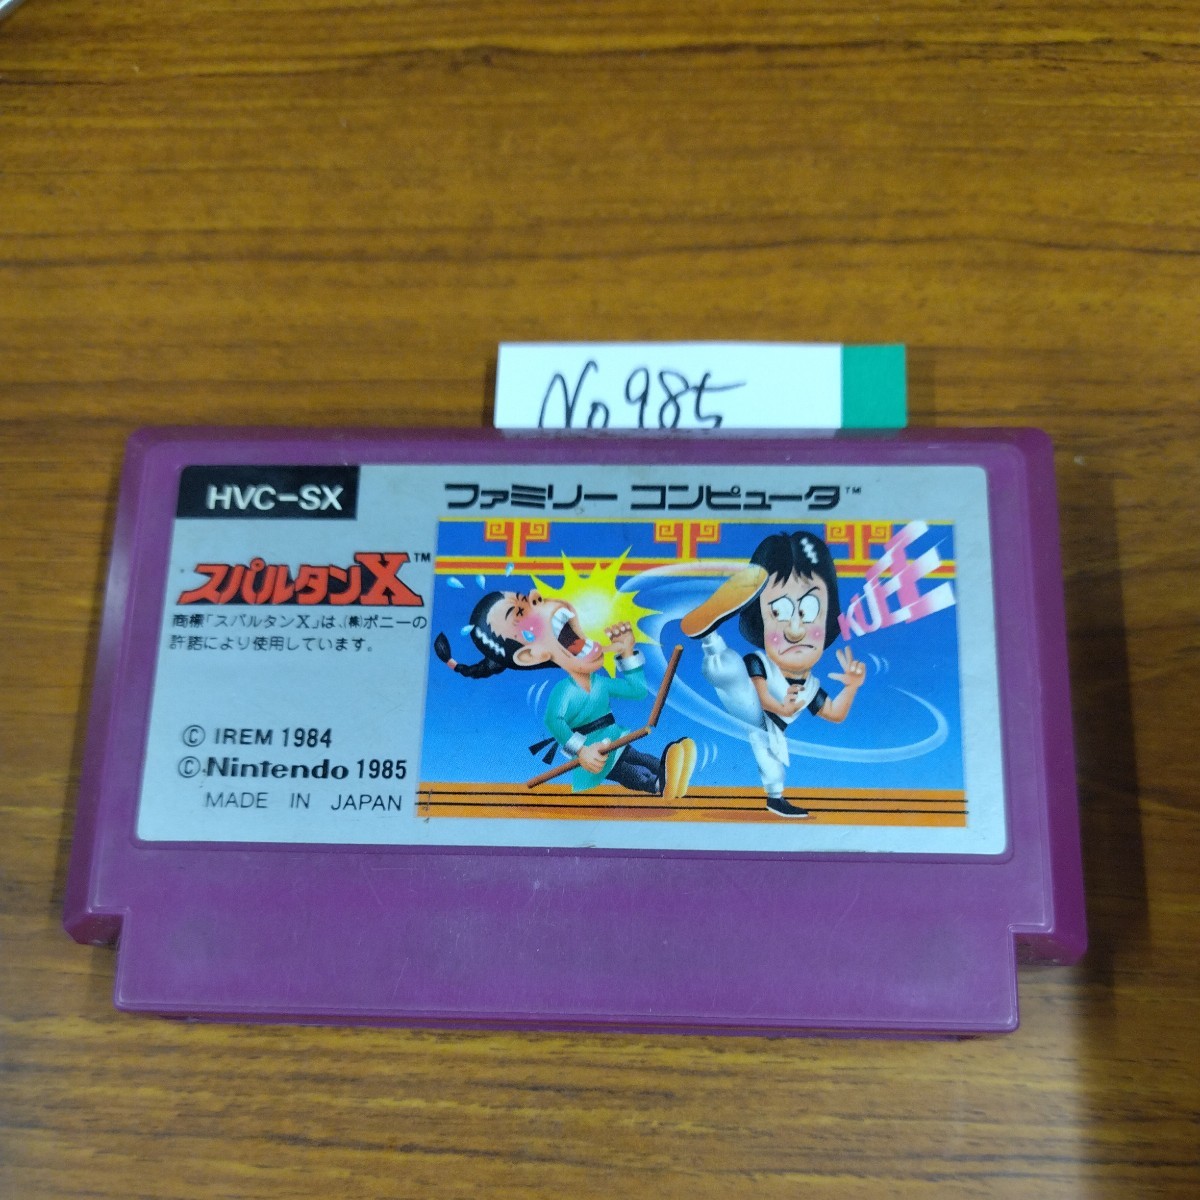 No985
HVC-SX
ファミリー コンピュータ™
スパルタンX™
商標「スパルタンX」は、(株)ポニーの
許諾により使用しています。
KU王
© IREM 1984
© Nintendo 1985
MADE IN JAPAN